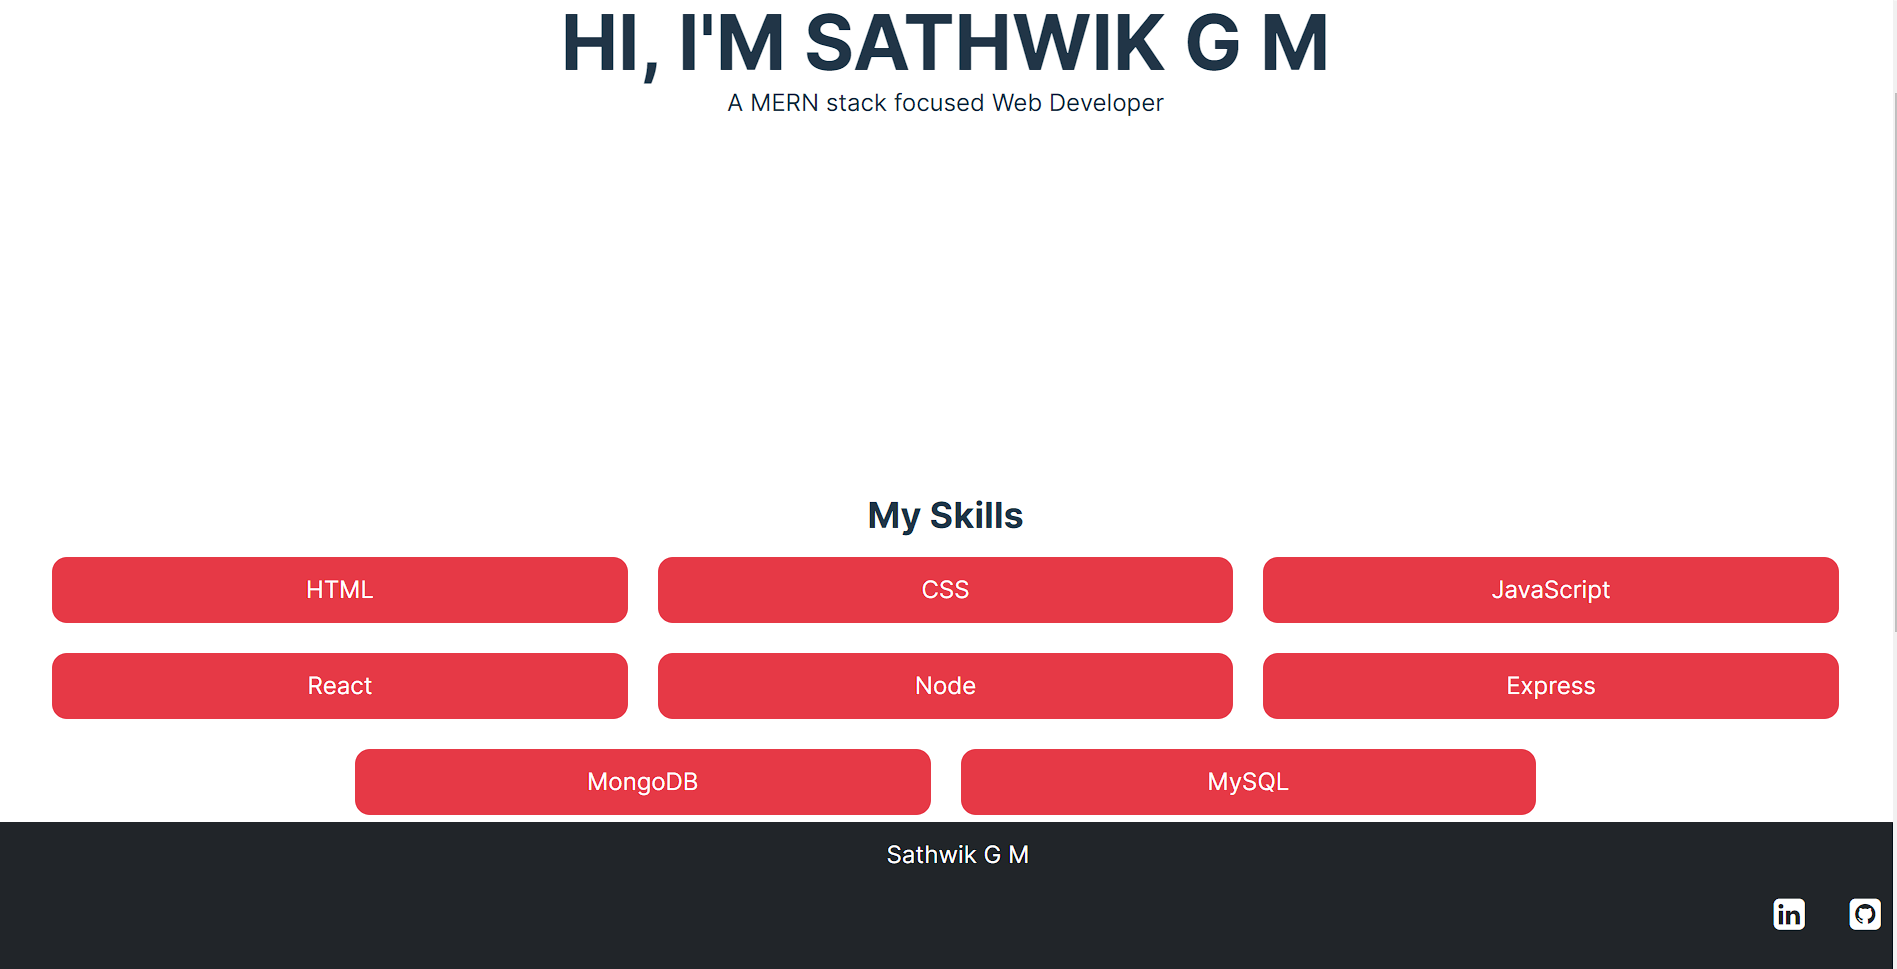 HI, I'M SATHWIK G M
A MERN stack focused Web Developer
My Skills
HTML
CSS
JavaScript
React
Node
Express
MongoDB
MySQL
Sathwik G M
in